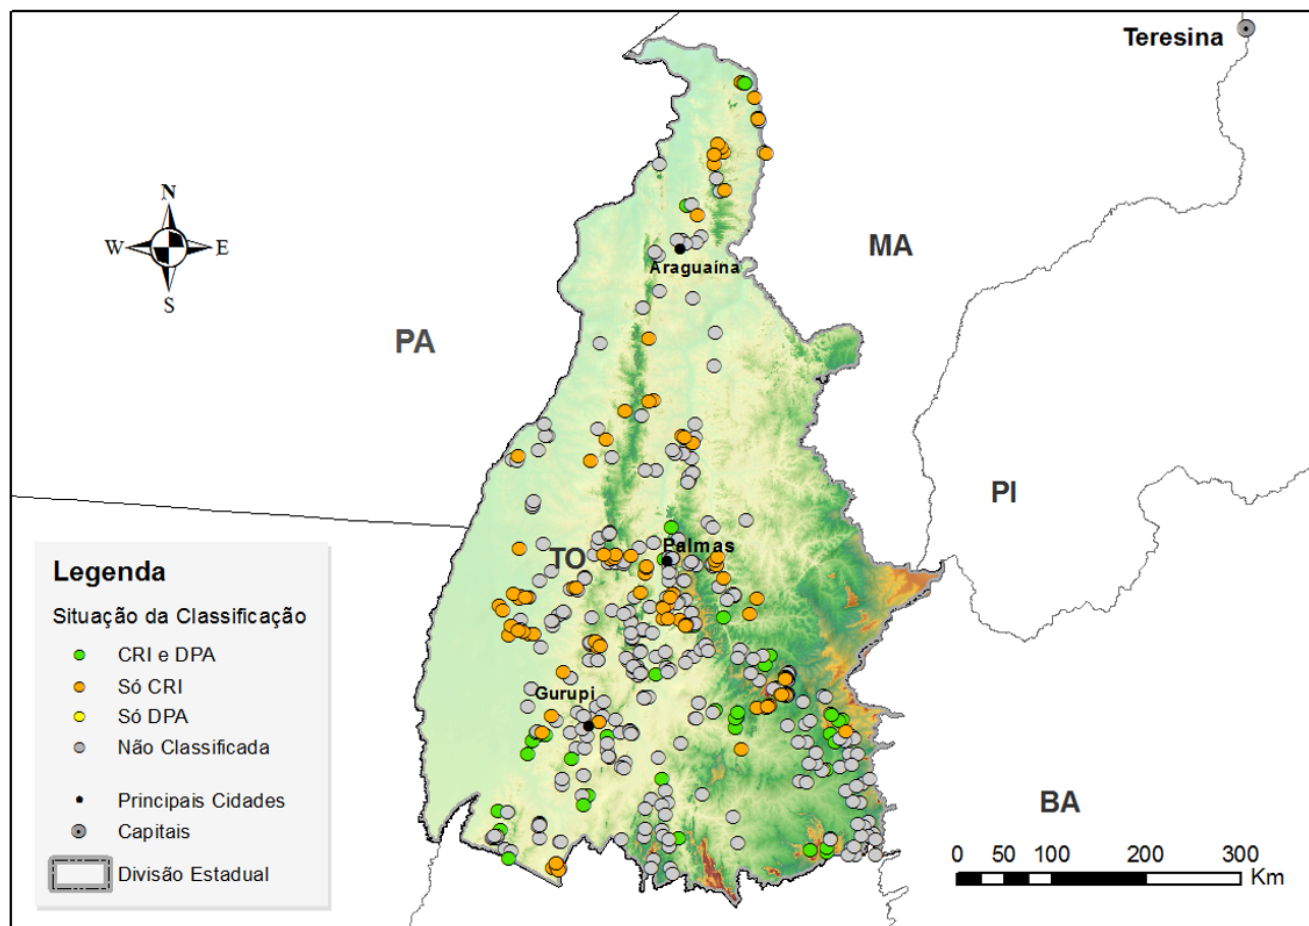 Teresina
N
W
E
S
MA
Araguaína
PA
PI
TO
Palmas
Gurupi
BA
Legenda
Situação da Classificação
CRI e DPA
Só CRI
Só DPA
Não Classificada
Principais Cidades
Capitais
Divisão Estadual
0 50 100 200 300
Km